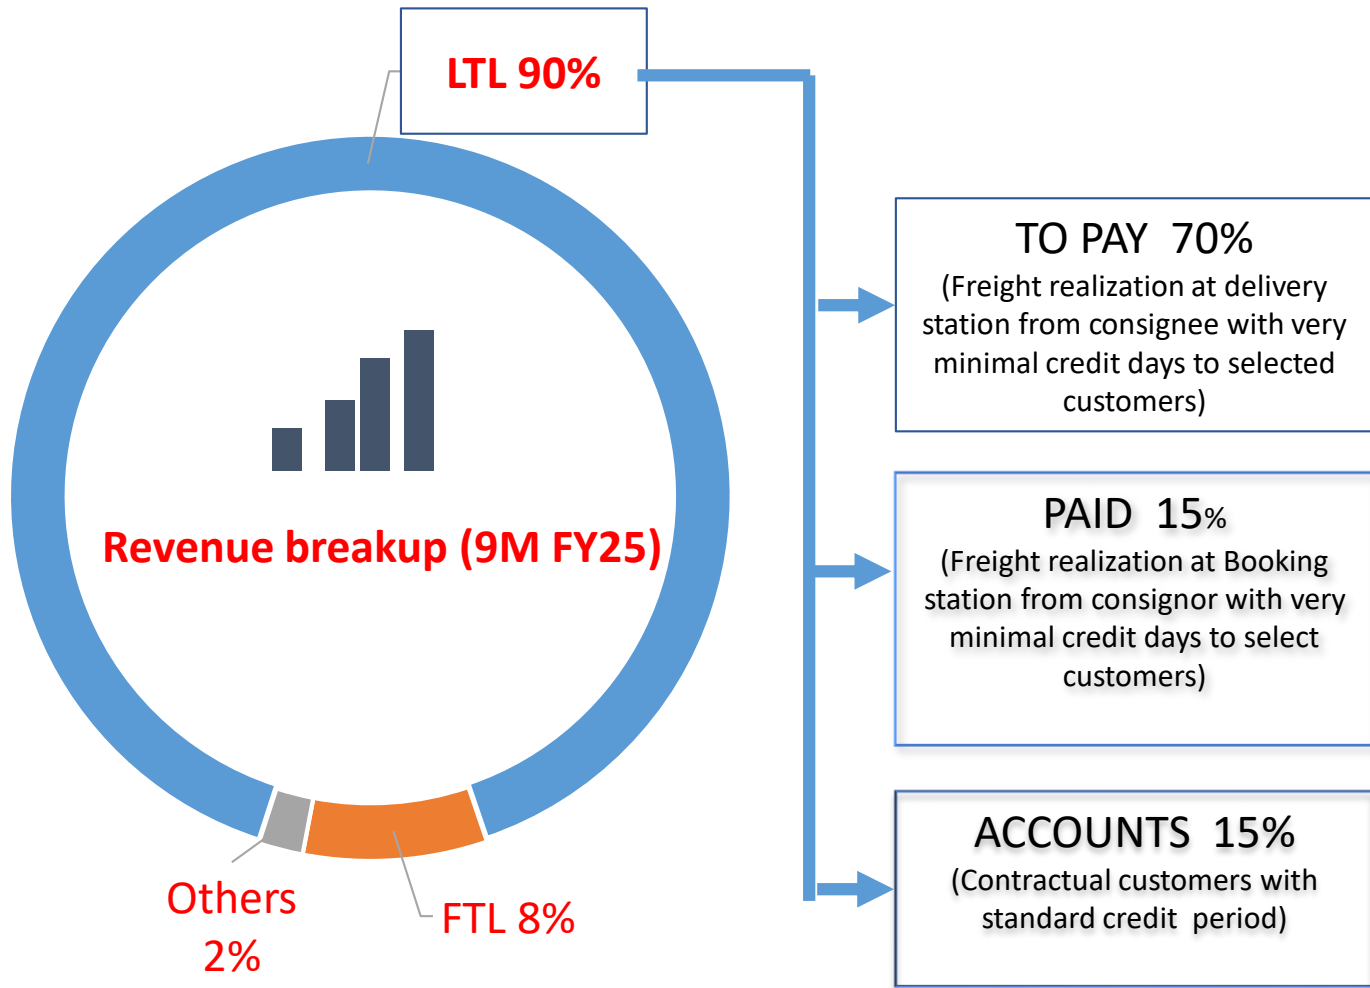 LTL 90%
Revenue breakup (9M FY25)
Others
2%
FTL 8%
TO PAY 70%
(Freight realization at delivery
station from consignee with very
minimal credit days to selected
customers)
PAID 15%
(Freight realization at Booking
station from consignor with very
minimal credit days to select
customers)
ACCOUNTS 15%
(Contractual customers with
standard credit period)